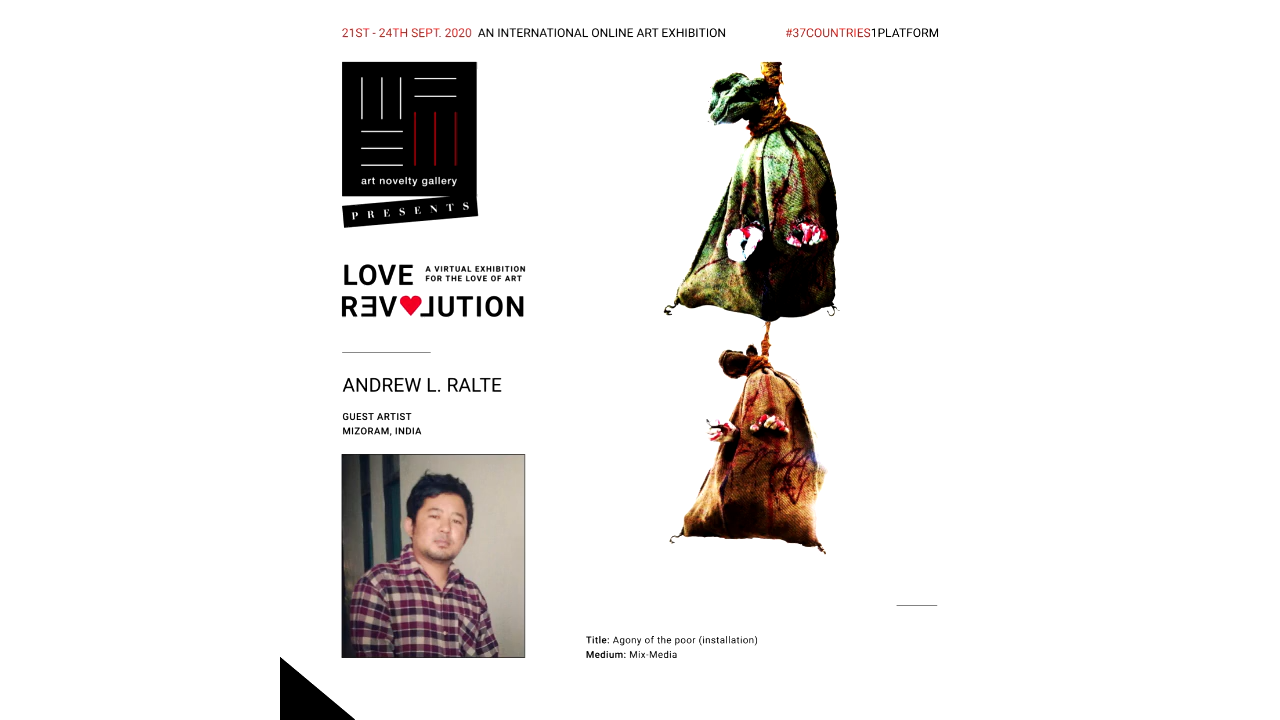 21ST - 24TH SEPT. 2020 AN INTERNATIONAL ONLINE ART EXHIBITION #37COUNTRIES1PLATFORM
art novelty gallery
PRESENTS
LOVE A VIRTUAL EXHIBITION
FOR THE LOVE OF ART
REV♥LUTION
ANDREW L. RALTE
GUEST ARTIST
MIZORAM, INDIA
Title: Agony of the poor (installation)
Medium: Mix-Media